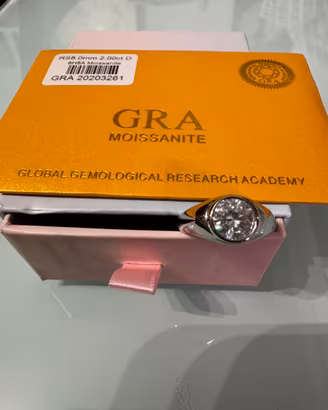 RS8.0mm 2.00ct D
GRA 20203261
GRA
MOISSANITE
GLOBAL GEMOLOGICAL RESEARCH ACADEMY